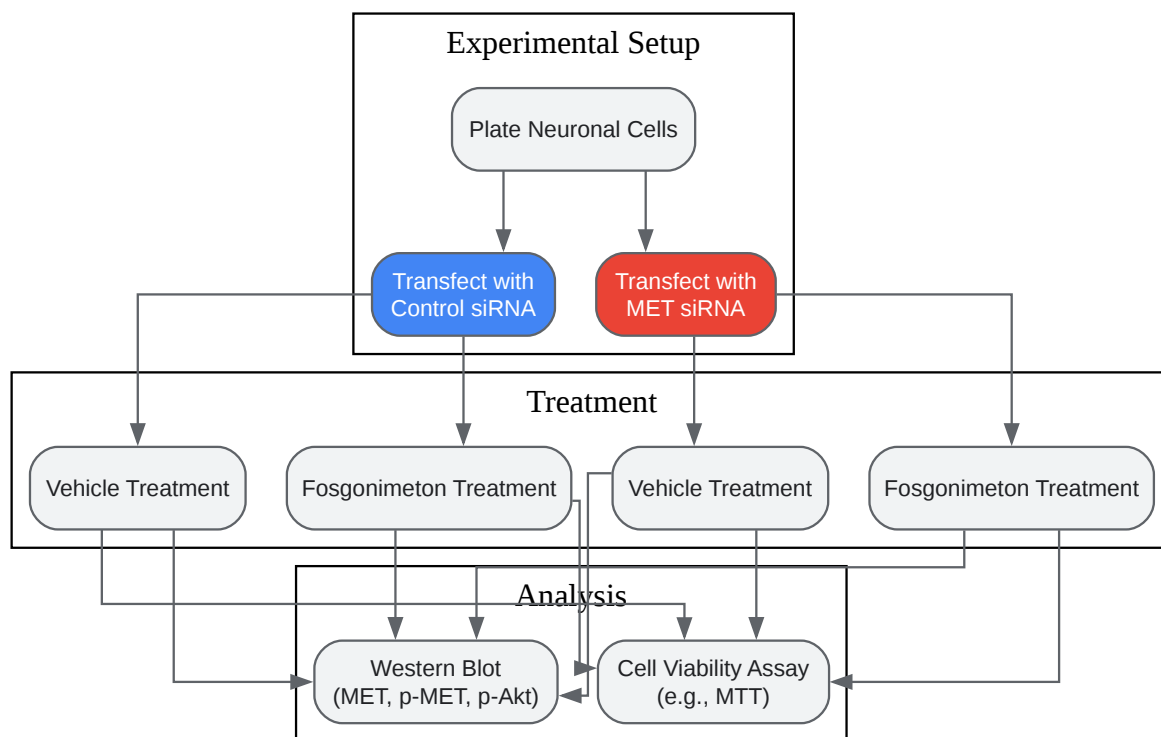 Experimental Setup
Plate Neuronal Cells
Transfect with
Control siRNA
Transfect with
MET siRNA
Treatment
Vehicle Treatment
Fosgonimeton Treatment
Vehicle Treatment
Fosgonimeton Treatment
Analysis
Western Blot
(MET, p-MET, p-Akt)
Cell Viability Assay
(e.g., MTT)